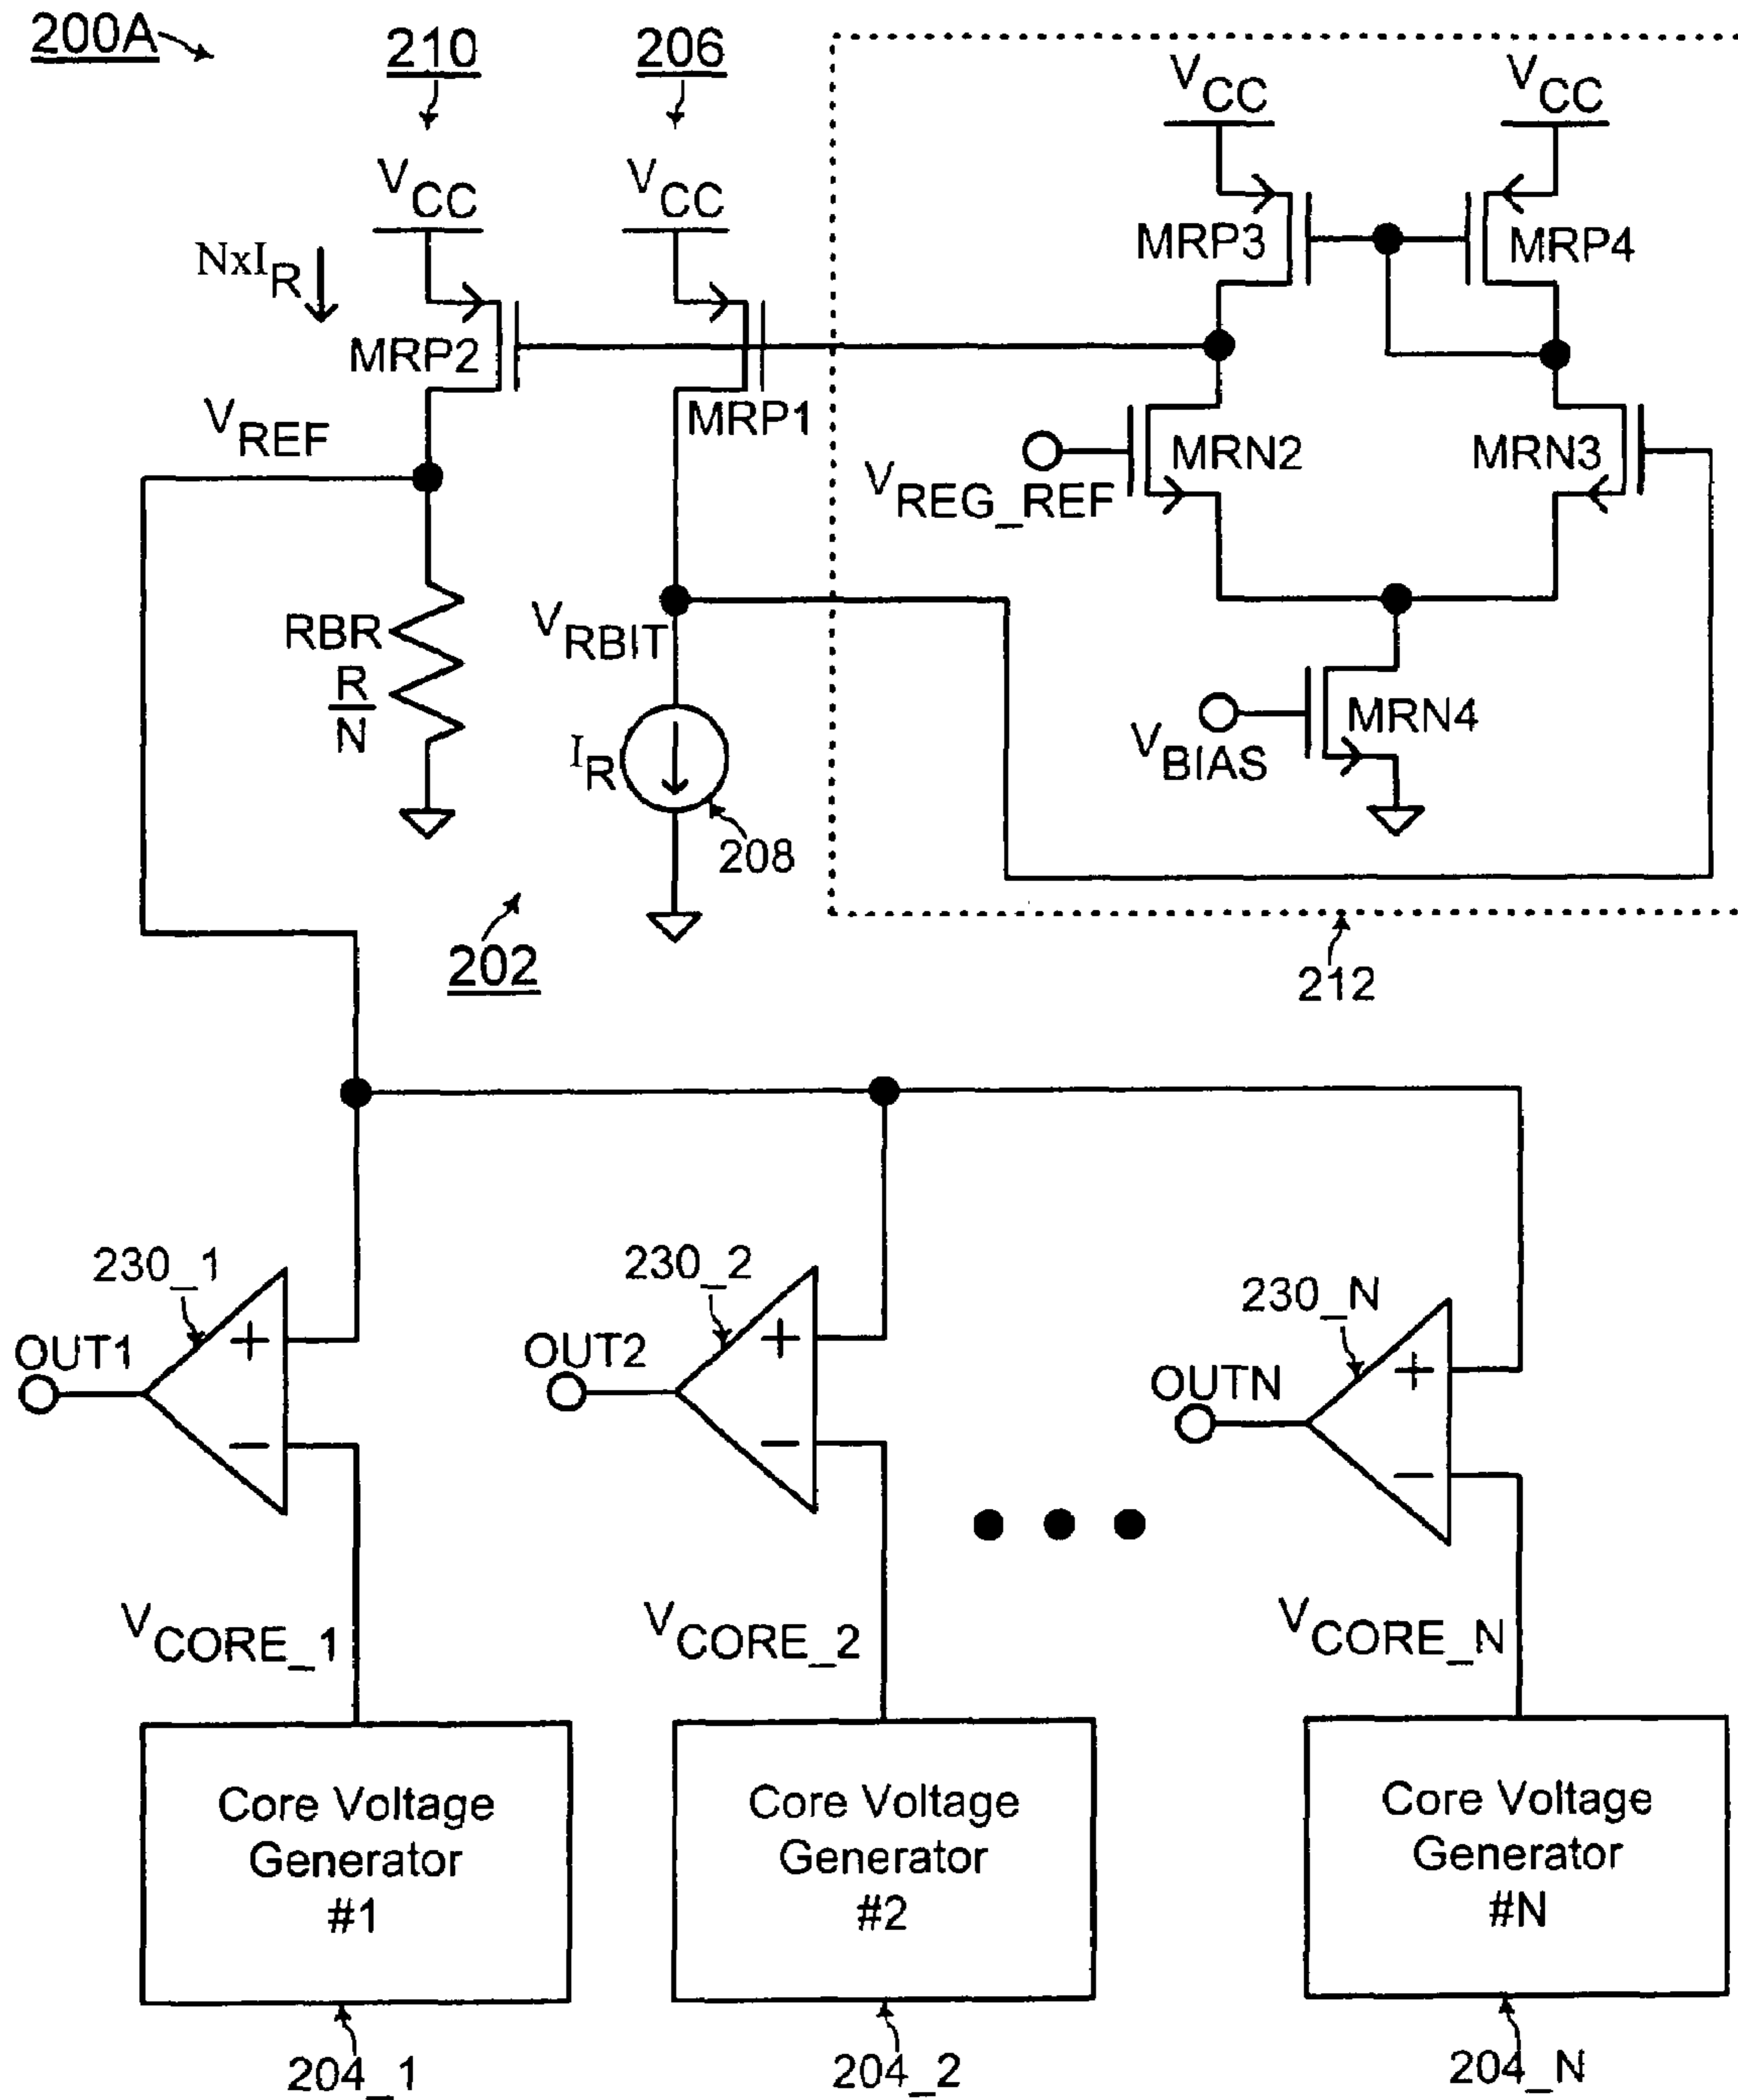 200A
210
206
VCC
VCC
VCC
VCC
NxIR
MRP3
MRP4
MRP2
MRP1
VREF
MRN2
MRN3
VREG_REF
RBR
R
N
VRBIT
IR
208
MRN4
VBIAS
202
212
230_1
230_2
230_N
+
+
+
OUT1
OUT2
OUTN
−
−
−
VCORE_1
VCORE_2
VCORE_N
Core Voltage
Generator
#1
Core Voltage
Generator
#2
Core Voltage
Generator
#N
204_1
204_2
204_N